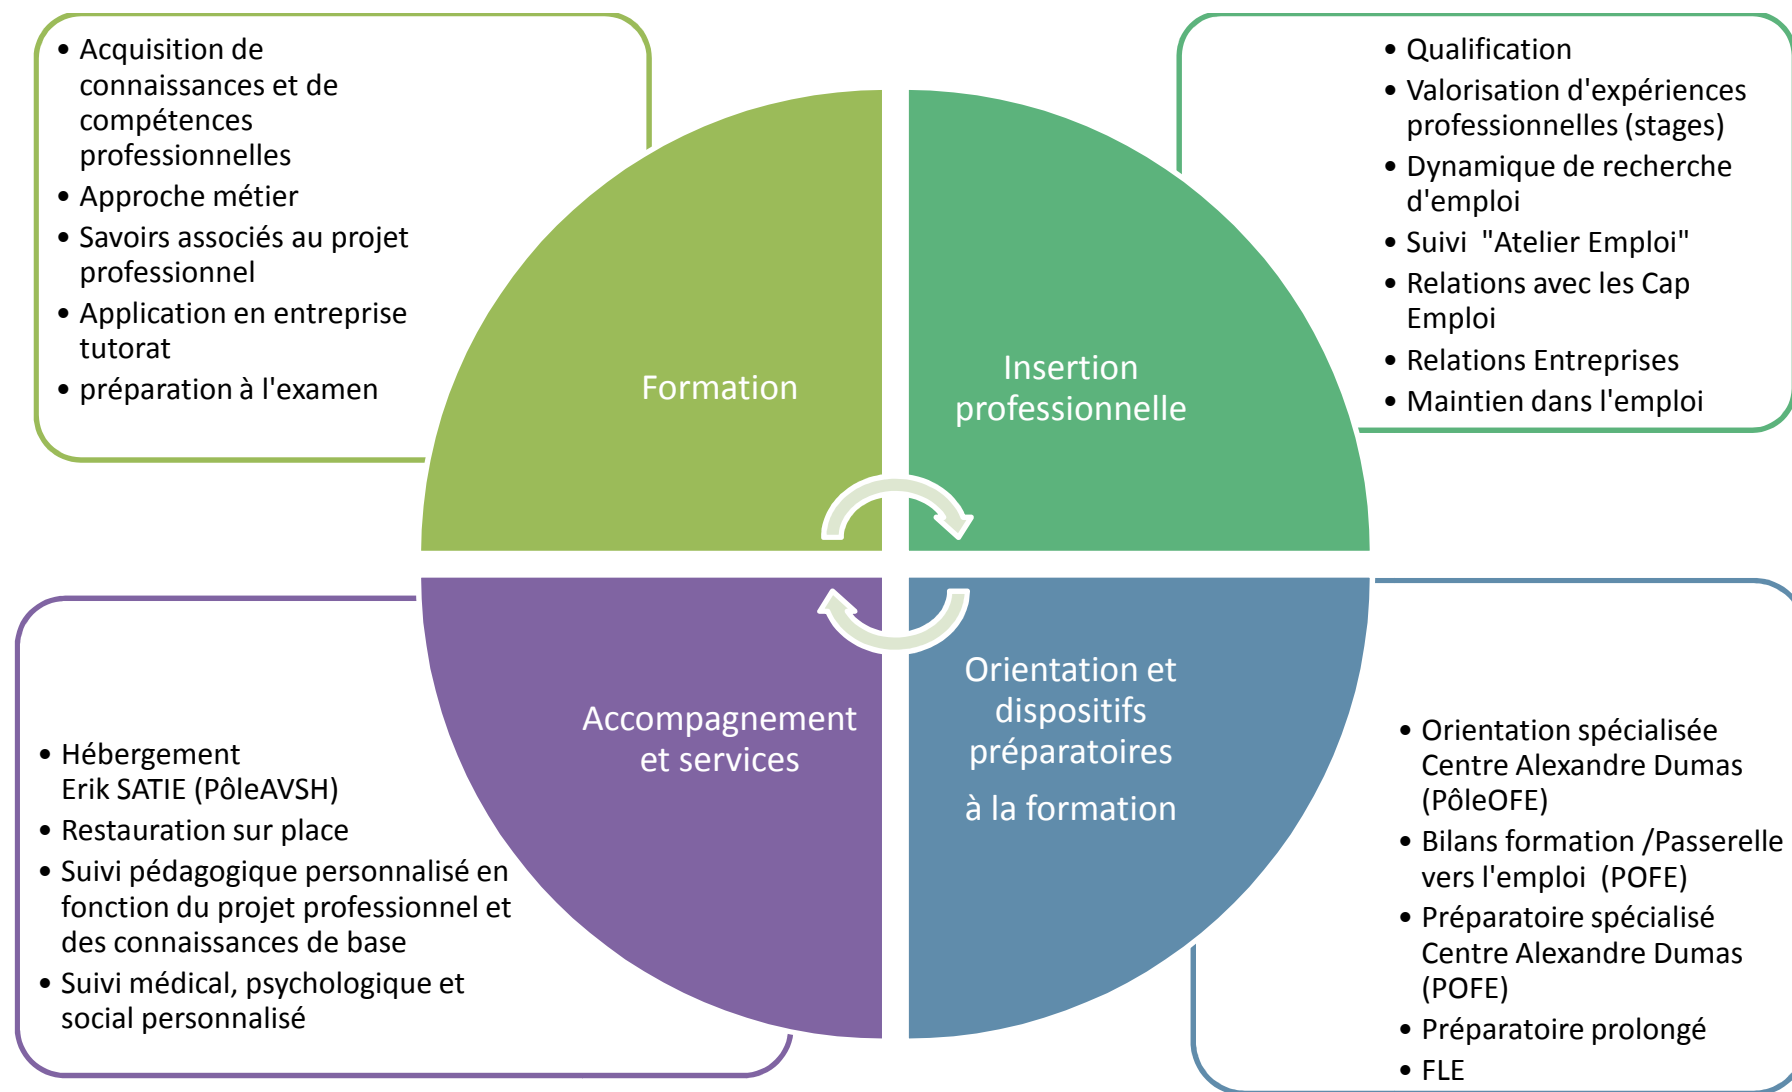 • Acquisition de
connaissances et de
compétences
professionnelles
• Approche métier
• Savoirs associés au projet
professionnel
• Application en entreprise
tutorat
• préparation à l'examen
• Qualification
• Valorisation d'expériences
professionnelles (stages)
• Dynamique de recherche
d'emploi
• Suivi  "Atelier Emploi"
• Relations avec les Cap
Emploi
• Relations Entreprises
• Maintien dans l'emploi
Formation
Insertion
professionnelle
Accompagnement
et services
Orientation et
dispositifs
préparatoires
à la formation
• Hébergement
Erik SATIE (PôleAVSH)
• Restauration sur place
• Suivi pédagogique personnalisé en
fonction du projet professionnel et
des connaissances de base
• Suivi médical, psychologique et
social personnalisé
• Orientation spécialisée
Centre Alexandre Dumas
(PôleOFE)
• Bilans formation /Passerelle
vers l'emploi  (POFE)
• Préparatoire spécialisé
Centre Alexandre Dumas
(POFE)
• Préparatoire prolongé
• FLE